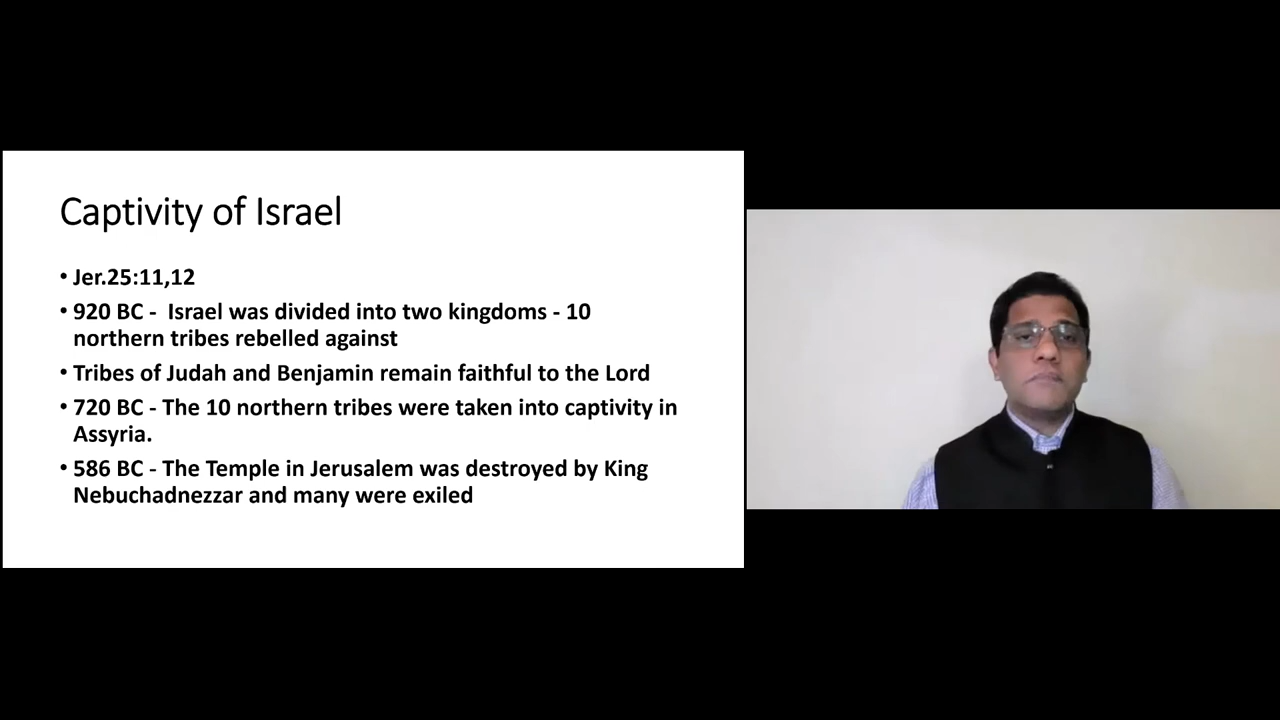 Captivity of Israel
• Jer.25:11,12
• 920 BC -  Israel was divided into two kingdoms - 10
northern tribes rebelled against
• Tribes of Judah and Benjamin remain faithful to the Lord
• 720 BC - The 10 northern tribes were taken into captivity in
Assyria.
• 586 BC - The Temple in Jerusalem was destroyed by King
Nebuchadnezzar and many were exiled